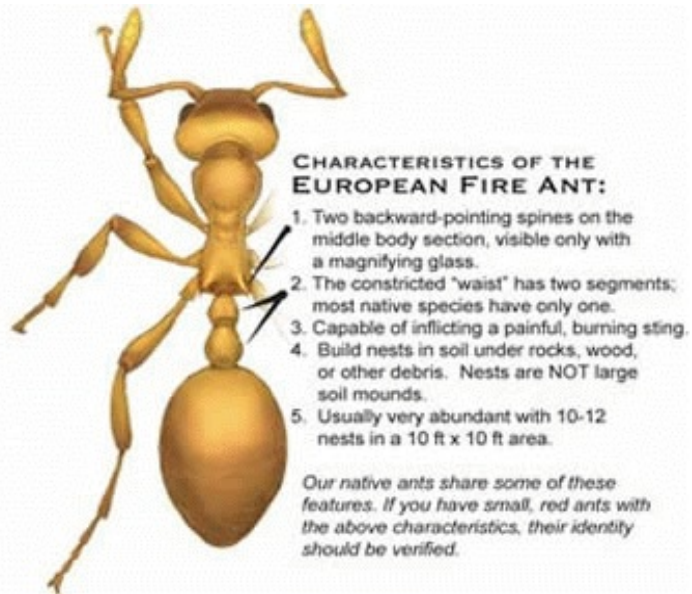 CHARACTERISTICS OF THE
EUROPEAN FIRE ANT:
1. Two backward-pointing spines on the
middle body section, visible only with
a magnifying glass.
2. The constricted "waist" has two segments;
most native species have only one.
3. Capable of inflicting a painful, burning sting.
4. Build nests in soil under rocks, wood,
or other debris. Nests are NOT large
soil mounds.
5. Usually very abundant with 10-12
nests in a 10 ft x 10 ft area.
Our native ants share some of these
features. If you have small, red ants with
the above characteristics, their identity
should be verified.